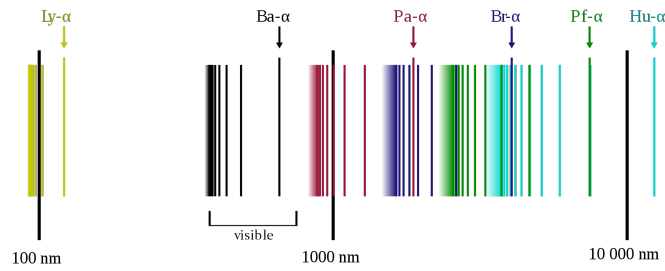 Ly-α Ba-α Pa-α Br-α Pf-α Hu-α
visible
100 nm 1000 nm 10 000 nm